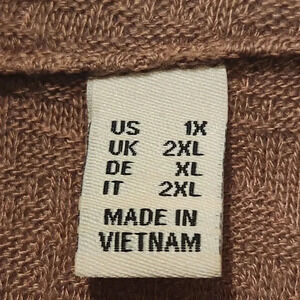 US 1X
UK 2XL
DE XL
IT 2XL
MADE IN
VIETNAM